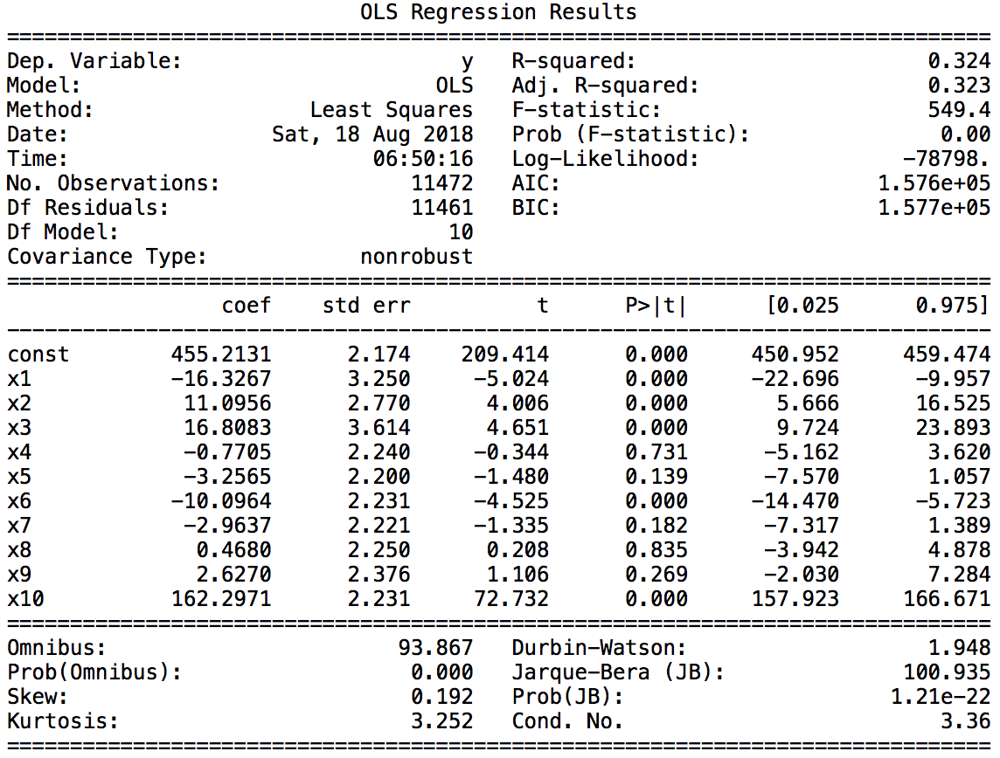 OLS Regression Results
==============================================================================
Dep. Variable: y R-squared: 0.324
Model: OLS Adj. R-squared: 0.323
Method: Least Squares F-statistic: 549.4
Date: Sat, 18 Aug 2018 Prob (F-statistic): 0.00
Time: 06:50:16 Log-Likelihood: -78798.
No. Observations: 11472 AIC: 1.576e+05
Df Residuals: 11461 BIC: 1.577e+05
Df Model: 10
Covariance Type: nonrobust
==============================================================================
coef std err t P>|t| [0.025 0.975]
------------------------------------------------------------------------------
const 455.2131 2.174 209.414 0.000 450.952 459.474
x1 -16.3267 3.250 -5.024 0.000 -22.696 -9.957
x2 11.0956 2.770 4.006 0.000 5.666 16.525
x3 16.8083 3.614 4.651 0.000 9.724 23.893
x4 -0.7705 2.240 -0.344 0.731 -5.162 3.620
x5 -3.2565 2.200 -1.480 0.139 -7.570 1.057
x6 -10.0964 2.231 -4.525 0.000 -14.470 -5.723
x7 -2.9637 2.221 -1.335 0.182 -7.317 1.389
x8 0.4680 2.250 0.208 0.835 -3.942 4.878
x9 2.6270 2.376 1.106 0.269 -2.030 7.284
x10 162.2971 2.231 72.732 0.000 157.923 166.671
==============================================================================
Omnibus: 93.867 Durbin-Watson: 1.948
Prob(Omnibus): 0.000 Jarque-Bera (JB): 100.935
Skew: 0.192 Prob(JB): 1.21e-22
Kurtosis: 3.252 Cond. No. 3.36
==============================================================================